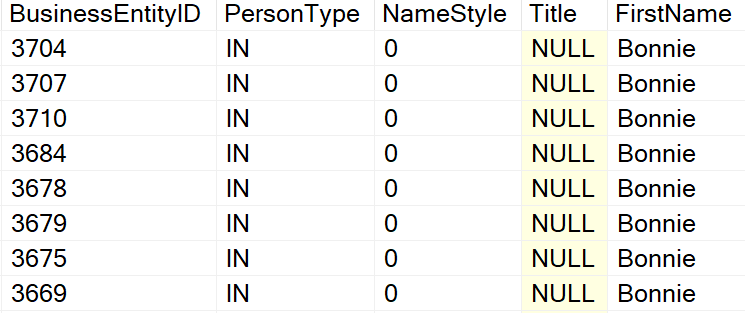 BusinessEntityID PersonType NameStyle Title FirstName
3704 IN 0 NULL Bonnie
3707 IN 0 NULL Bonnie
3710 IN 0 NULL Bonnie
3684 IN 0 NULL Bonnie
3678 IN 0 NULL Bonnie
3679 IN 0 NULL Bonnie
3675 IN 0 NULL Bonnie
3669 IN 0 NULL Bonnie